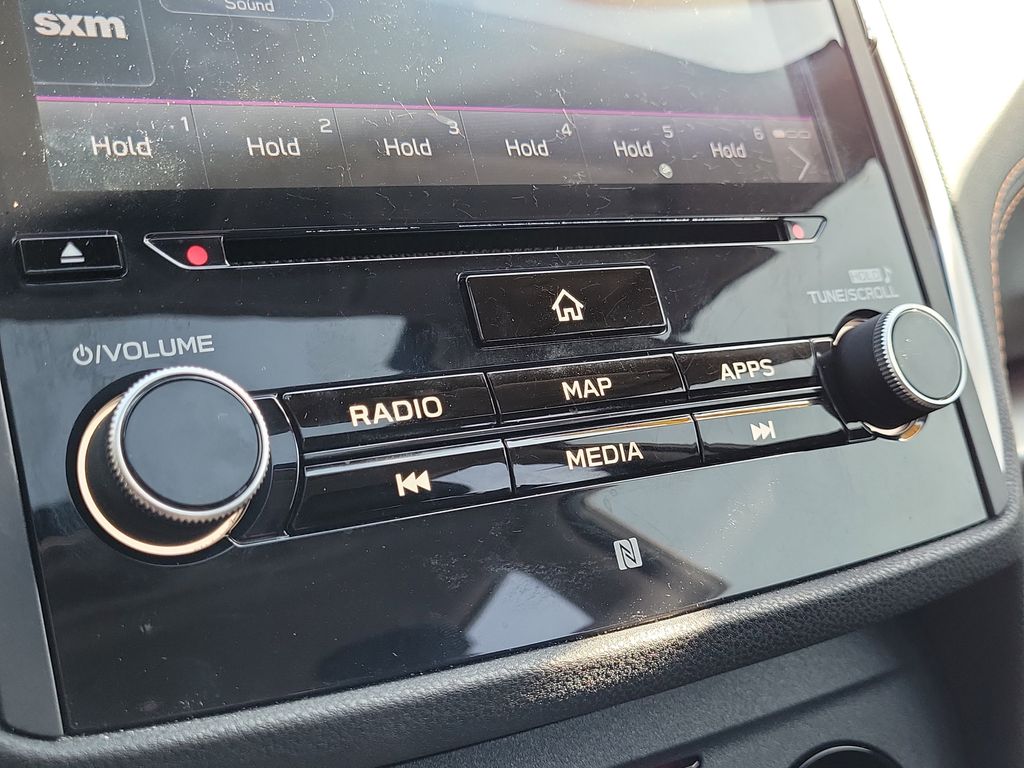 Sound
sxm
1 2 3 4 5 6
Hold Hold Hold Hold Hold Hold
HOLD
TUNE/SCROLL
/VOLUME
RADIO MAP APPS
MEDIA
N